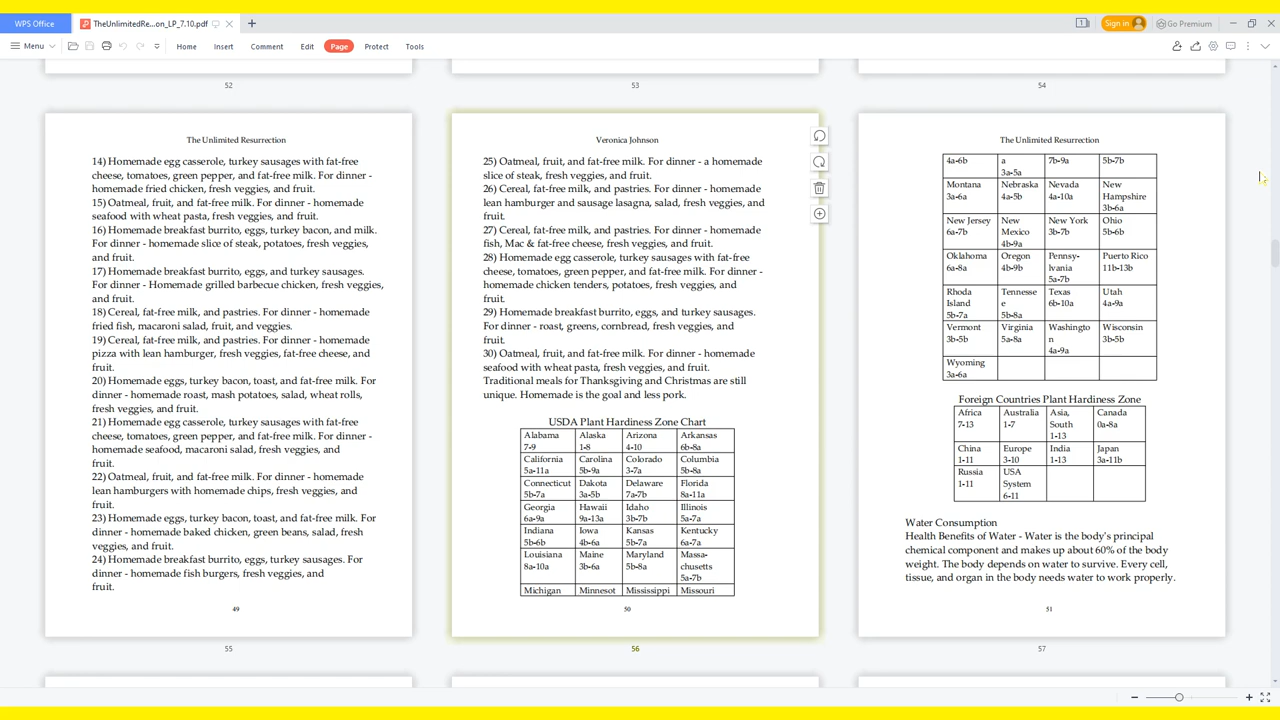 WPS Office
TheUnlimitedRe...on_LP_7.10.pdf
1
Sign in
Go Premium
Menu
Home Insert Comment Edit Page Protect Tools
52
53
54
The Unlimited Resurrection
14) Homemade egg casserole, turkey sausages with fat-free
cheese, tomatoes, green pepper, and fat-free milk. For dinner -
homemade fried chicken, fresh veggies, and fruit.
15) Oatmeal, fruit, and fat-free milk. For dinner - homemade
seafood with wheat pasta, fresh veggies, and fruit.
16) Homemade breakfast burrito, eggs, turkey bacon, and milk.
For dinner - homemade slice of steak, potatoes, fresh veggies,
and fruit.
17) Homemade breakfast burrito, eggs, and turkey sausages.
For dinner - Homemade grilled barbecue chicken, fresh veggies,
and fruit.
18) Cereal, fat-free milk, and pastries. For dinner - homemade
fried fish, macaroni salad, fruit, and veggies.
19) Cereal, fat-free milk, and pastries. For dinner - homemade
pizza with lean hamburger, fresh veggies, fat-free cheese, and
fruit.
20) Homemade eggs, turkey bacon, toast, and fat-free milk. For
dinner - homemade roast, mash potatoes, salad, wheat rolls,
fresh veggies, and fruit.
21) Homemade egg casserole, turkey sausages with fat-free
cheese, tomatoes, green pepper, and fat-free milk. For dinner -
homemade seafood, macaroni salad, fresh veggies, and
fruit.
22) Oatmeal, fruit, and fat-free milk. For dinner - homemade
lean hamburgers with homemade chips, fresh veggies, and
fruit.
23) Homemade eggs, turkey bacon, toast, and fat-free milk. For
dinner - homemade baked chicken, green beans, salad, fresh
veggies, and fruit.
24) Homemade breakfast burrito, eggs, turkey sausages. For
dinner - homemade fish burgers, fresh veggies, and
fruit.
49
55
Veronica Johnson
25) Oatmeal, fruit, and fat-free milk. For dinner - a homemade
slice of steak, fresh veggies, and fruit.
26) Cereal, fat-free milk, and pastries. For dinner - homemade
lean hamburger and sausage lasagna, salad, fresh veggies, and
fruit.
27) Cereal, fat-free milk, and pastries. For dinner - homemade
fish, Mac & fat-free cheese, fresh veggies, and fruit.
28) Homemade egg casserole, turkey sausages with fat-free
cheese, tomatoes, green pepper, and fat-free milk. For dinner -
homemade chicken tenders, potatoes, fresh veggies, and
fruit.
29) Homemade breakfast burrito, eggs, and turkey sausages.
For dinner - roast, greens, cornbread, fresh veggies, and
fruit.
30) Oatmeal, fruit, and fat-free milk. For dinner - homemade
seafood with wheat pasta, fresh veggies, and fruit.
Traditional meals for Thanksgiving and Christmas are still
unique. Homemade is the goal and less pork.
USDA Plant Hardiness Zone Chart
Alabama Alaska Arizona Arkansas
7-9 1-8 4-10 6b-8a
California Carolina Colorado Columbia
5a-11a 5b-9a 3-7a 5b-8a
Connecticut Dakota Delaware Florida
5b-7a 3a-5b 7a-7b 8a-11a
Georgia Hawaii Idaho Illinois
6a-9a 9a-13a 3b-7b 5a-7a
Indiana Iowa Kansas Kentucky
5b-6b 4b-6a 5b-7a 6a-7a
Louisiana Maine Maryland Massa-
8a-10a 3b-6a 5b-8a chusetts
5a-7b
Michigan Minnesot Mississippi Missouri
50
56
The Unlimited Resurrection
4a-6b a 7b-9a 5b-7b
3a-5a
Montana Nebraska Nevada New
3a-6a 4a-5b 4a-10a Hampshire
3b-6a
New Jersey New New York Ohio
6a-7b Mexico 3b-7b 5b-6b
4b-9a
Oklahoma Oregon Pennsy- Puerto Rico
6a-8a 4b-9b lvania 11b-13b
5a-7b
Rhode Tennesse Texas Utah
Island e 6b-10a 4a-9a
5b-7a 5b-8a
Vermont Virginia Washingto Wisconsin
3b-5b 5a-8a n 3b-5b
4a-9a
Wyoming
3a-6a
Foreign Countries Plant Hardiness Zone
Africa Australia Asia, Canada
7-13 1-7 South 0a-8a
1-13
China Europe India Japan
1-11 3-10 1-13 3a-11b
Russia USA
1-11 System
6-11
Water Consumption
Health Benefits of Water - Water is the body's principal
chemical component and makes up about 60% of the body
weight. The body depends on water to survive. Every cell,
tissue, and organ in the body needs water to work properly.
51
57